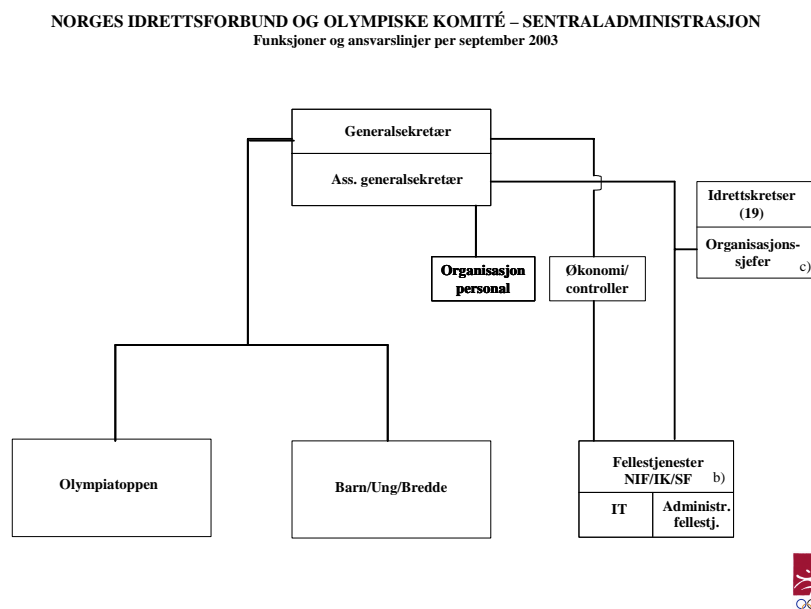 NORGES IDRETTSFORBUND OG OLYMPISKE KOMITÉ – SENTRALADMINISTRASJON
Funksjoner og ansvarslinjer per september 2003
Generalsekretær
Ass. generalsekretær
Idrettskretser
(19)
Organisasjons-
sjefer
c)
Organisasjon
personal
Økonomi/
controller
Olympiatoppen
Barn/Ung/Bredde
Fellestjenester
NIF/IK/SF
b)
IT
Administr.
fellestj.